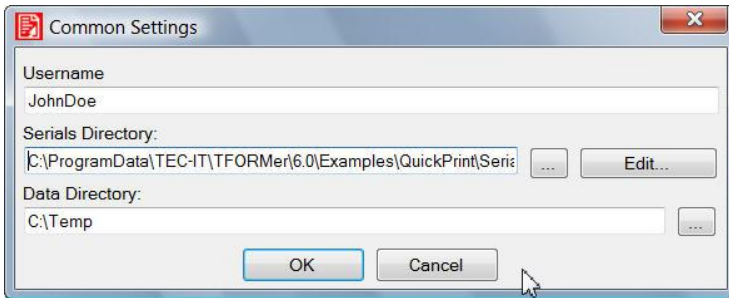 Common Settings
Username
JohnDoe
Serials Directory:
C:\ProgramData\TEC-IT\TFORMer\6.0\Examples\QuickPrint\Seria
... Edit...
Data Directory:
C:\Temp
...
OK Cancel